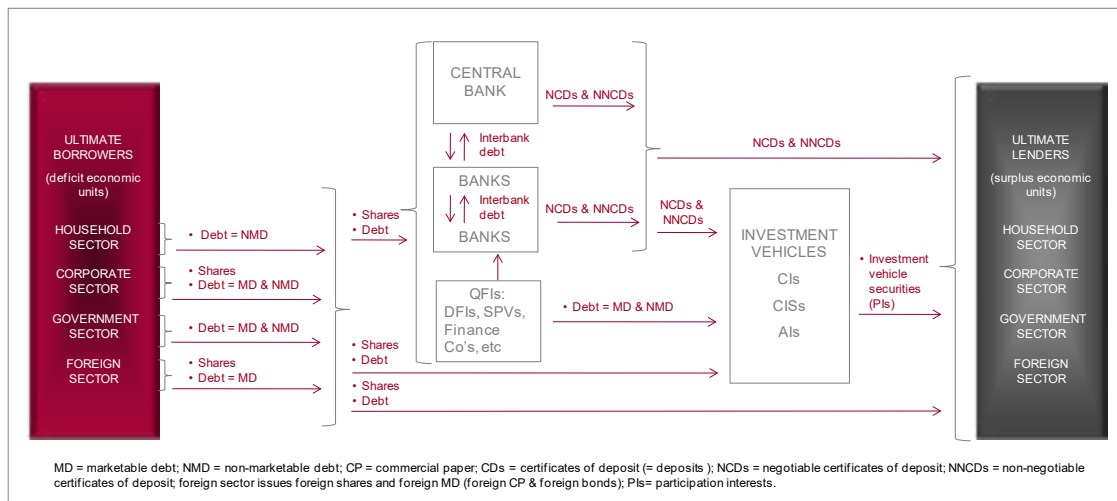 ULTIMATE
BORROWERS
(deficit economic
units)
HOUSEHOLD
SECTOR
CORPORATE
SECTOR
GOVERNMENT
SECTOR
FOREIGN
SECTOR
• Debt = NMD
• Shares
• Debt = MD & NMD
• Debt = MD & NMD
• Shares
• Debt = MD
• Shares
• Debt
CENTRAL
BANK
Interbank
debt
BANKS
Interbank
debt
BANKS
QFIs:
DFIs, SPVs,
Finance
Co's, etc
NCDs & NNCDs
NCDs & NNCDs
• Debt = MD & NMD
• Shares
• Debt
• Shares
• Debt
NCDs & NNCDs
NCDs &
NNCDs
INVESTMENT
VEHICLES
CIs
CISs
AIs
• Investment
vehicle
securities
(PIs)
ULTIMATE
LENDERS
(surplus economic
units)
HOUSEHOLD
SECTOR
CORPORATE
SECTOR
GOVERNMENT
SECTOR
FOREIGN
SECTOR
MD = marketable debt; NMD = non-marketable debt; CP = commercial paper; CDs = certificates of deposit (= deposits ); NCDs = negotiable certificates of deposit; NNCDs = non-negotiable
certificates of deposit; foreign sector issues foreign shares and foreign MD (foreign CP & foreign bonds); PIs= participation interests.